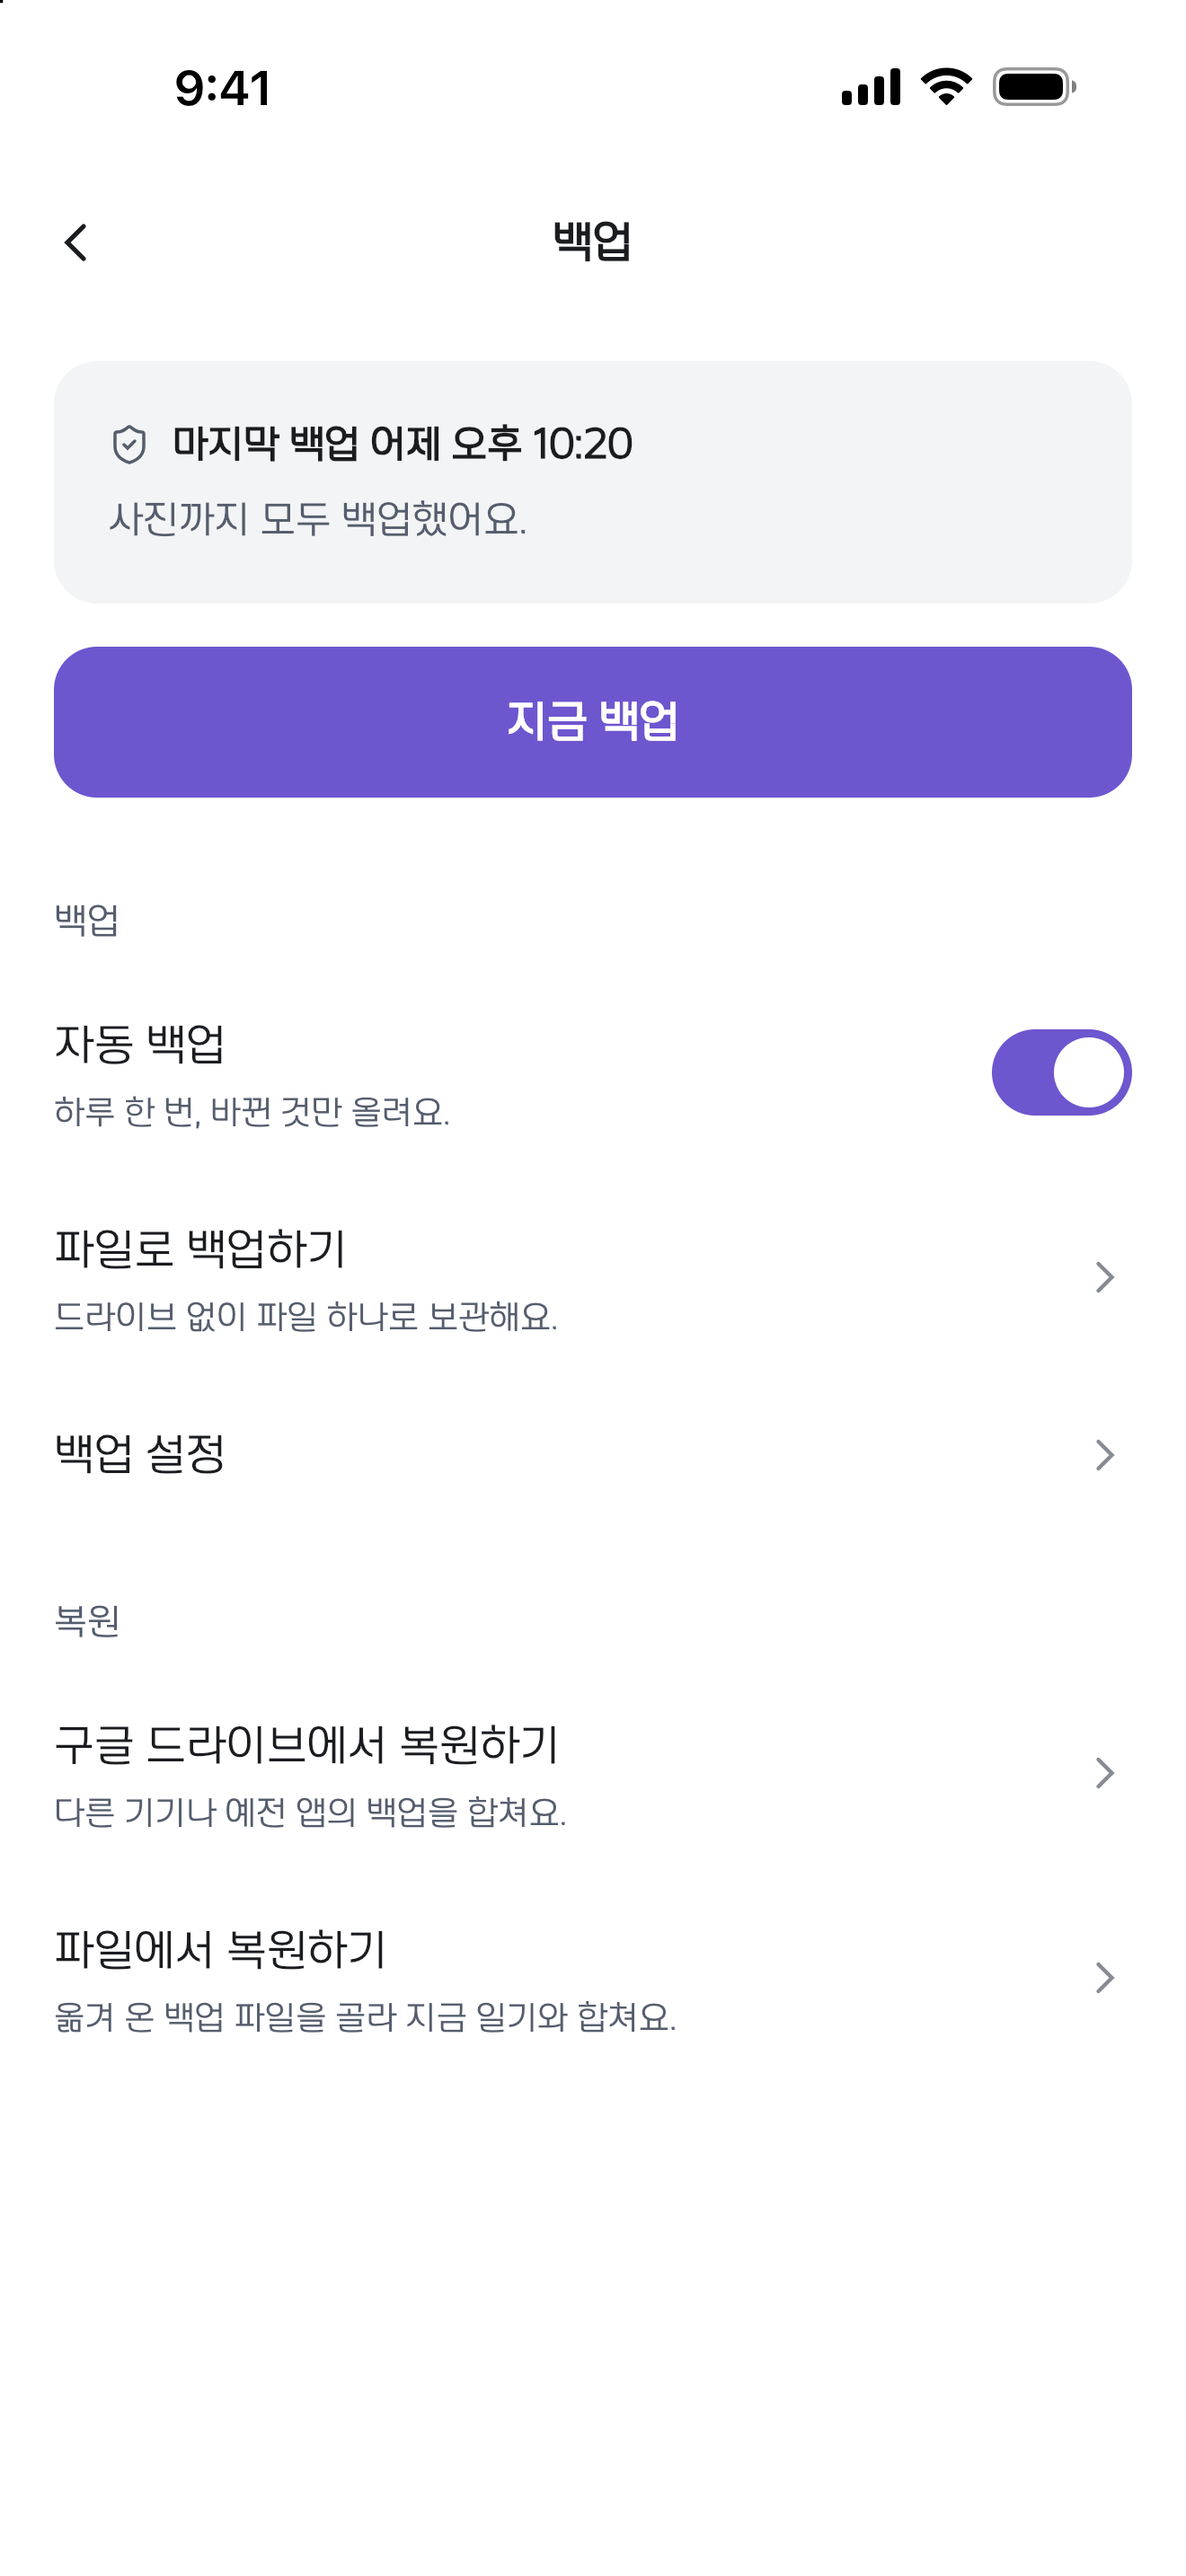 9:41
백업
마지막 백업 어제 오후 10:20
사진까지 모두 백업했어요.
지금 백업
백업
자동 백업
하루 한 번, 바뀐 것만 올려요.
파일로 백업하기
드라이브 없이 파일 하나로 보관해요.
백업 설정
복원
구글 드라이브에서 복원하기
다른 기기나 예전 앱의 백업을 합쳐요.
파일에서 복원하기
옮겨 온 백업 파일을 골라 지금 일기와 합쳐요.